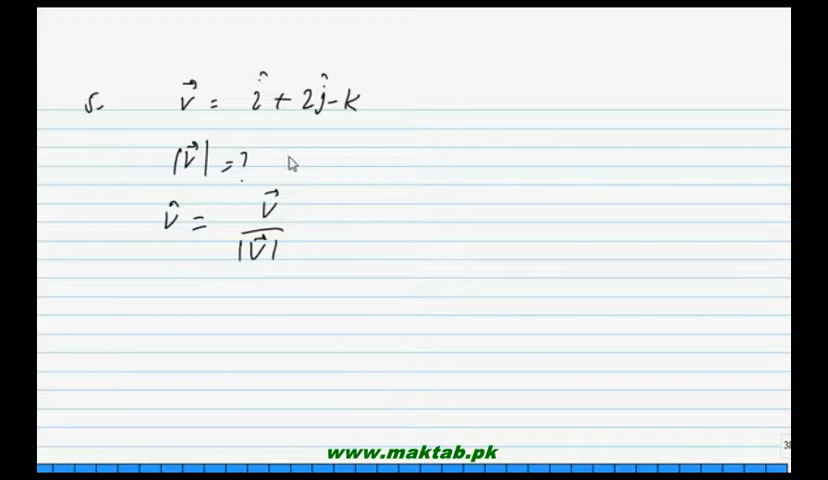 5. v⃗ = î + 2ĵ - k
|v⃗| = ?
v̂ = v⃗ / |v⃗|
www.maktab.pk